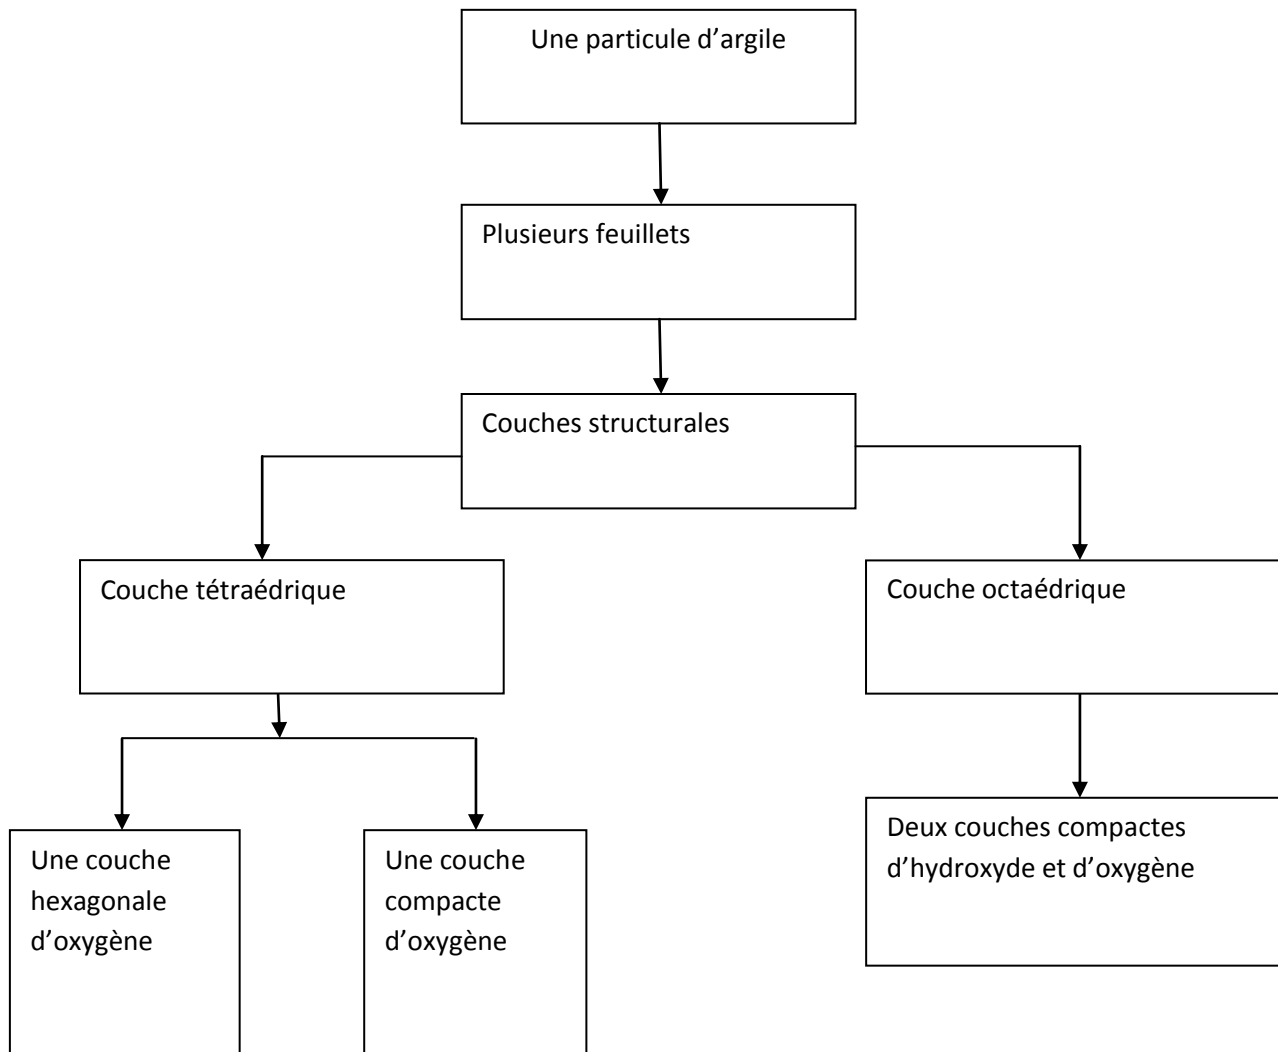 Une particule d’argile
Plusieurs feuillets
Couches structurales
Couche tétraédrique
Couche octaédrique
Une couche
hexagonale
d’oxygène
Une couche
compacte
d’oxygène
Deux couches compactes
d’hydroxyde et d’oxygène